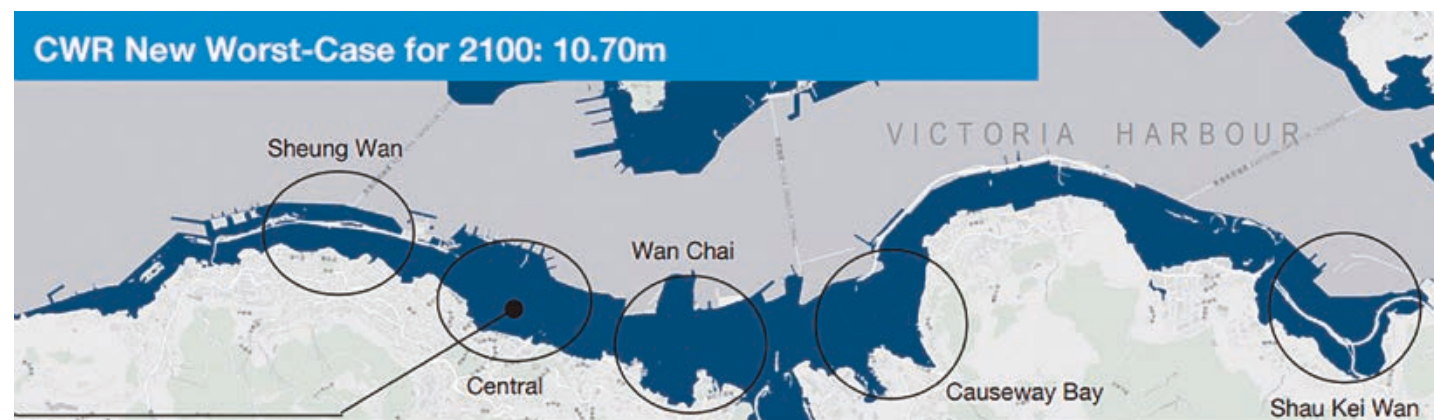 CWR New Worst-Case for 2100: 10.70m
VICTORIA HARBOUR
Sheung Wan
Wan Chai
Central
Causeway Bay
Shau Kei Wan